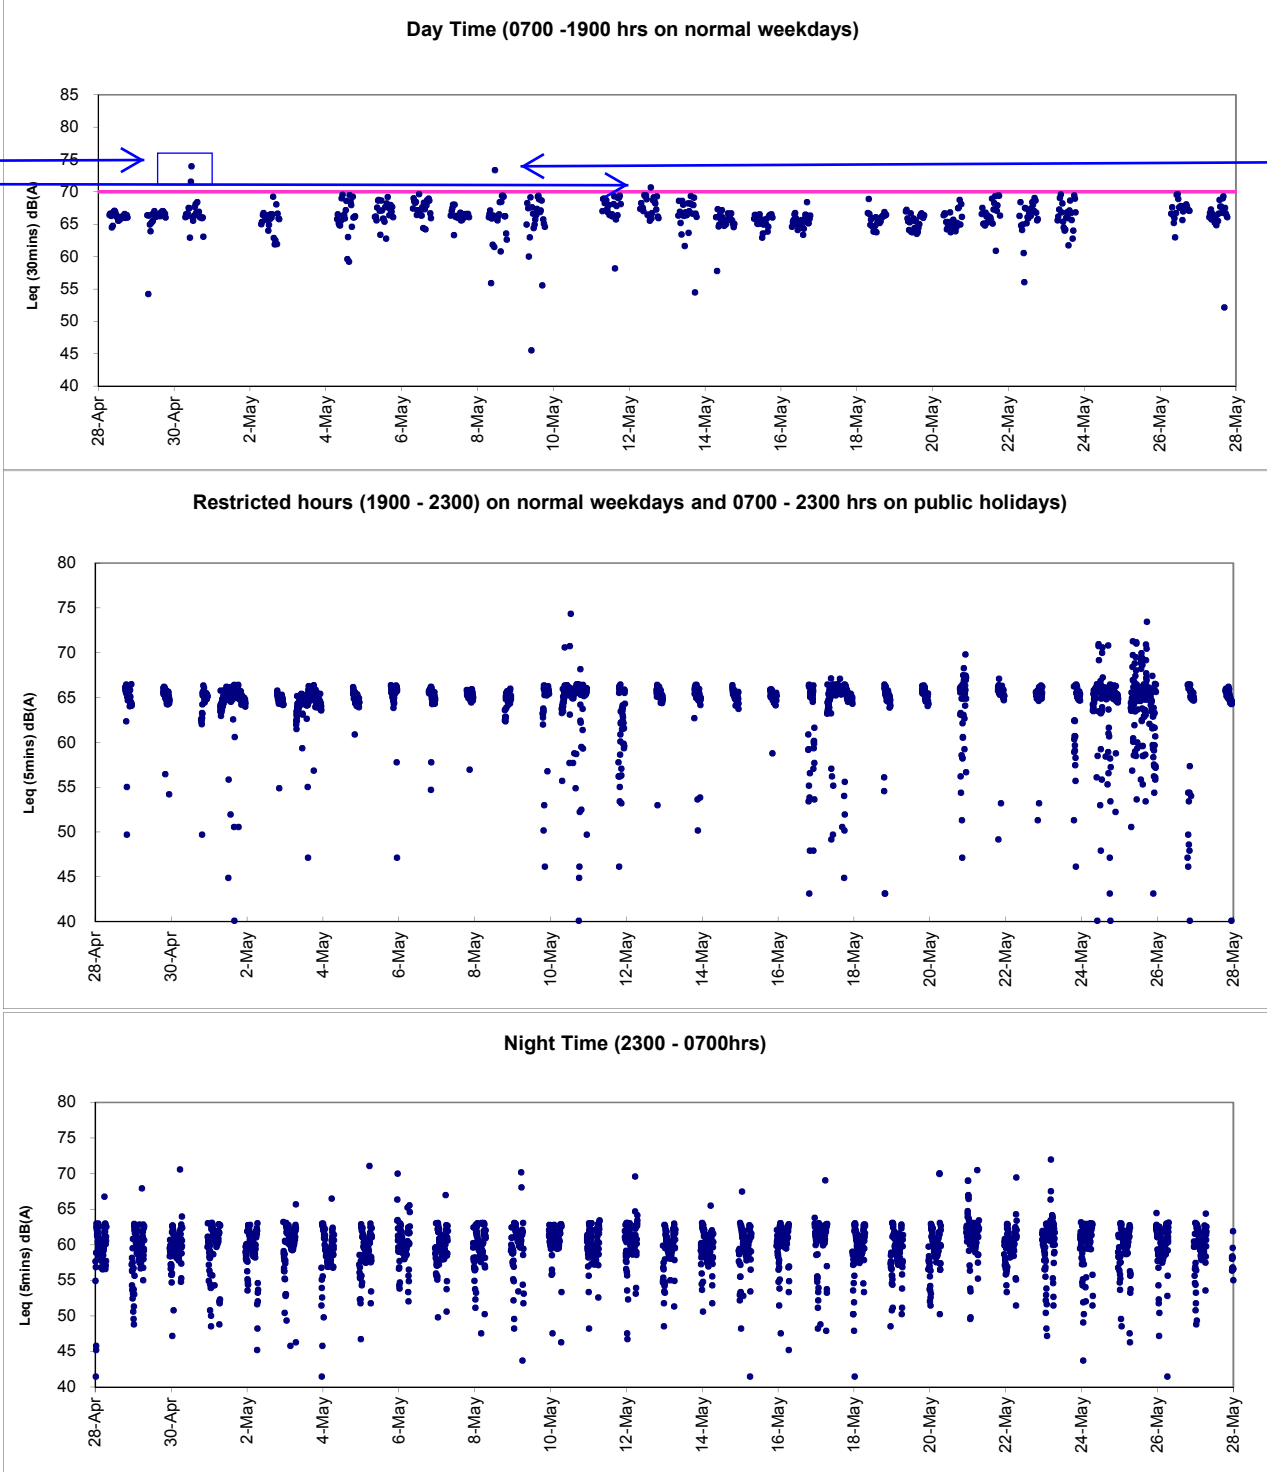 Day Time (0700 -1900 hrs on normal weekdays)
Leq (30mins) dB(A)
85
80
75
70
65
60
55
50
45
40
28-Apr
30-Apr
2-May
4-May
6-May
8-May
10-May
12-May
14-May
16-May
18-May
20-May
22-May
24-May
26-May
28-May
Restricted hours (1900 - 2300) on normal weekdays and 0700 - 2300 hrs on public holidays)
Leq (5mins) dB(A)
80
75
70
65
60
55
50
45
40
28-Apr
30-Apr
2-May
4-May
6-May
8-May
10-May
12-May
14-May
16-May
18-May
20-May
22-May
24-May
26-May
28-May
Night Time (2300 - 0700hrs)
Leq (5mins) dB(A)
80
75
70
65
60
55
50
45
40
28-Apr
30-Apr
2-May
4-May
6-May
8-May
10-May
12-May
14-May
16-May
18-May
20-May
22-May
24-May
26-May
28-May